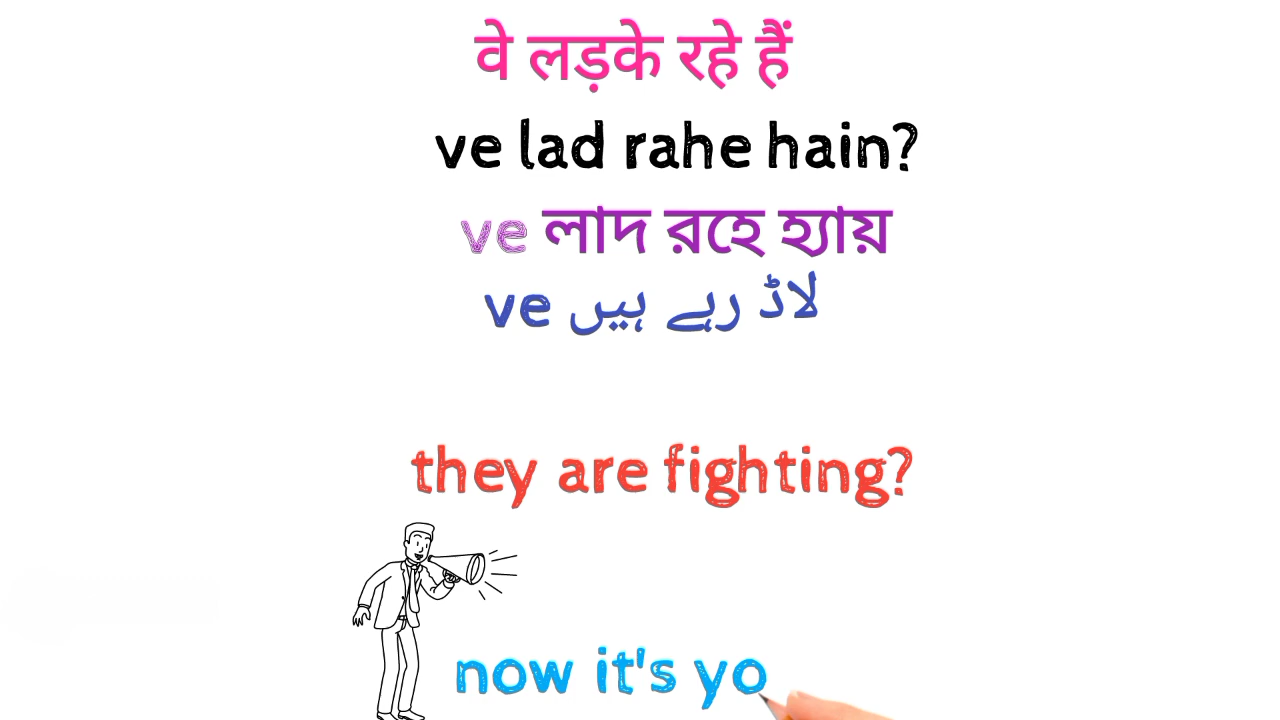 वे लड़के रहे हैं
ve lad rahe hain?
ve লাদ রহে হ্যায়
ve لاڈ رہے ہیں
they are fighting?
now it's yo